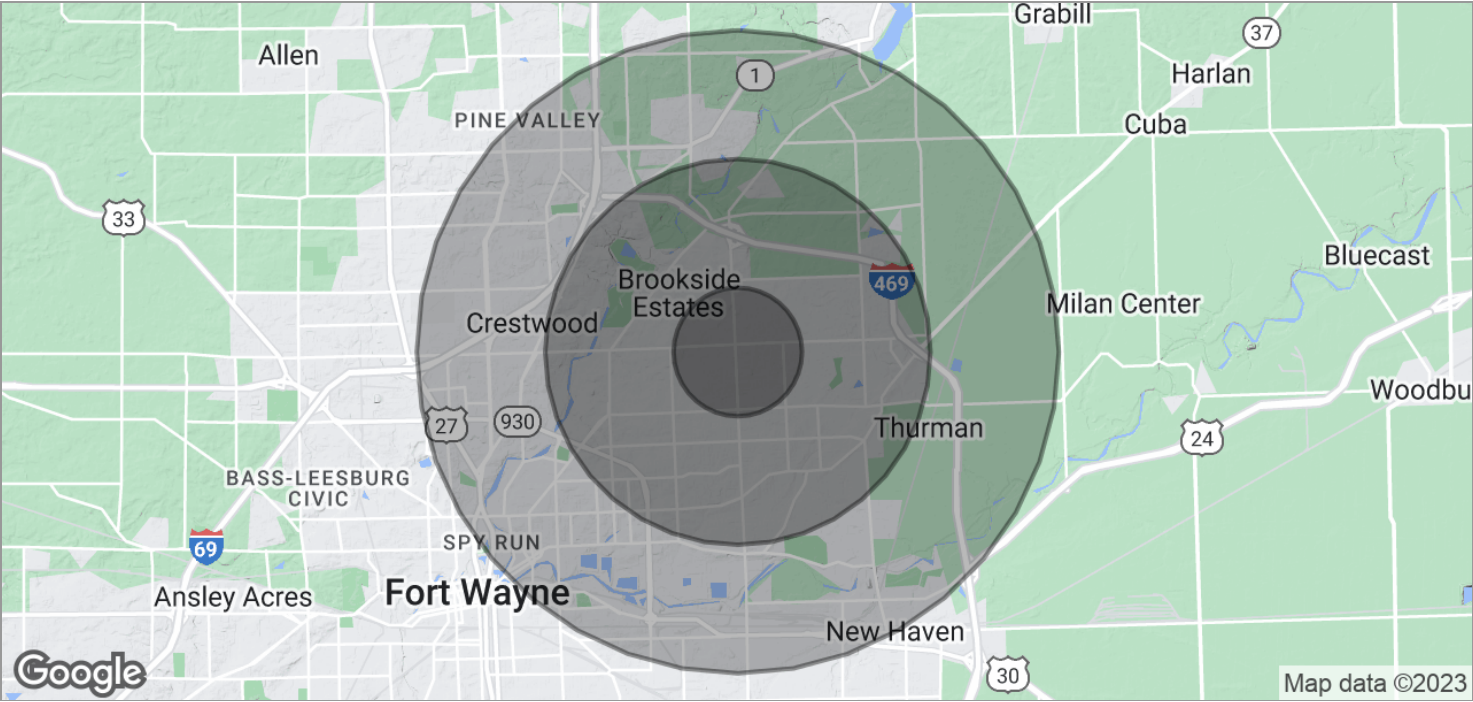 Grabill
37
Allen
1
Harlan
PINE VALLEY
Cuba
33
Bluecast
Brookside
Estates
469
Milan Center
Crestwood
Woodbu
27
930
Thurman
24
BASS-LEESBURG
CIVIC
SPY RUN
69
Fort Wayne
Ansley Acres
New Haven
Google
30
Map data ©2023